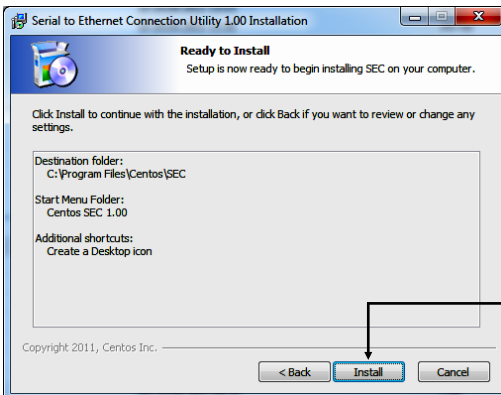 Serial to Ethernet Connection Utility 1.00 Installation
Ready to Install
Setup is now ready to begin installing SEC on your computer.
Click Install to continue with the installation, or click Back if you want to review or change any
settings.
Destination folder:
C:\Program Files\Centos\SEC
Start Menu Folder:
Centos SEC 1.00
Additional shortcuts:
Create a Desktop icon
Copyright 2011, Centos Inc.
< Back
Install
Cancel